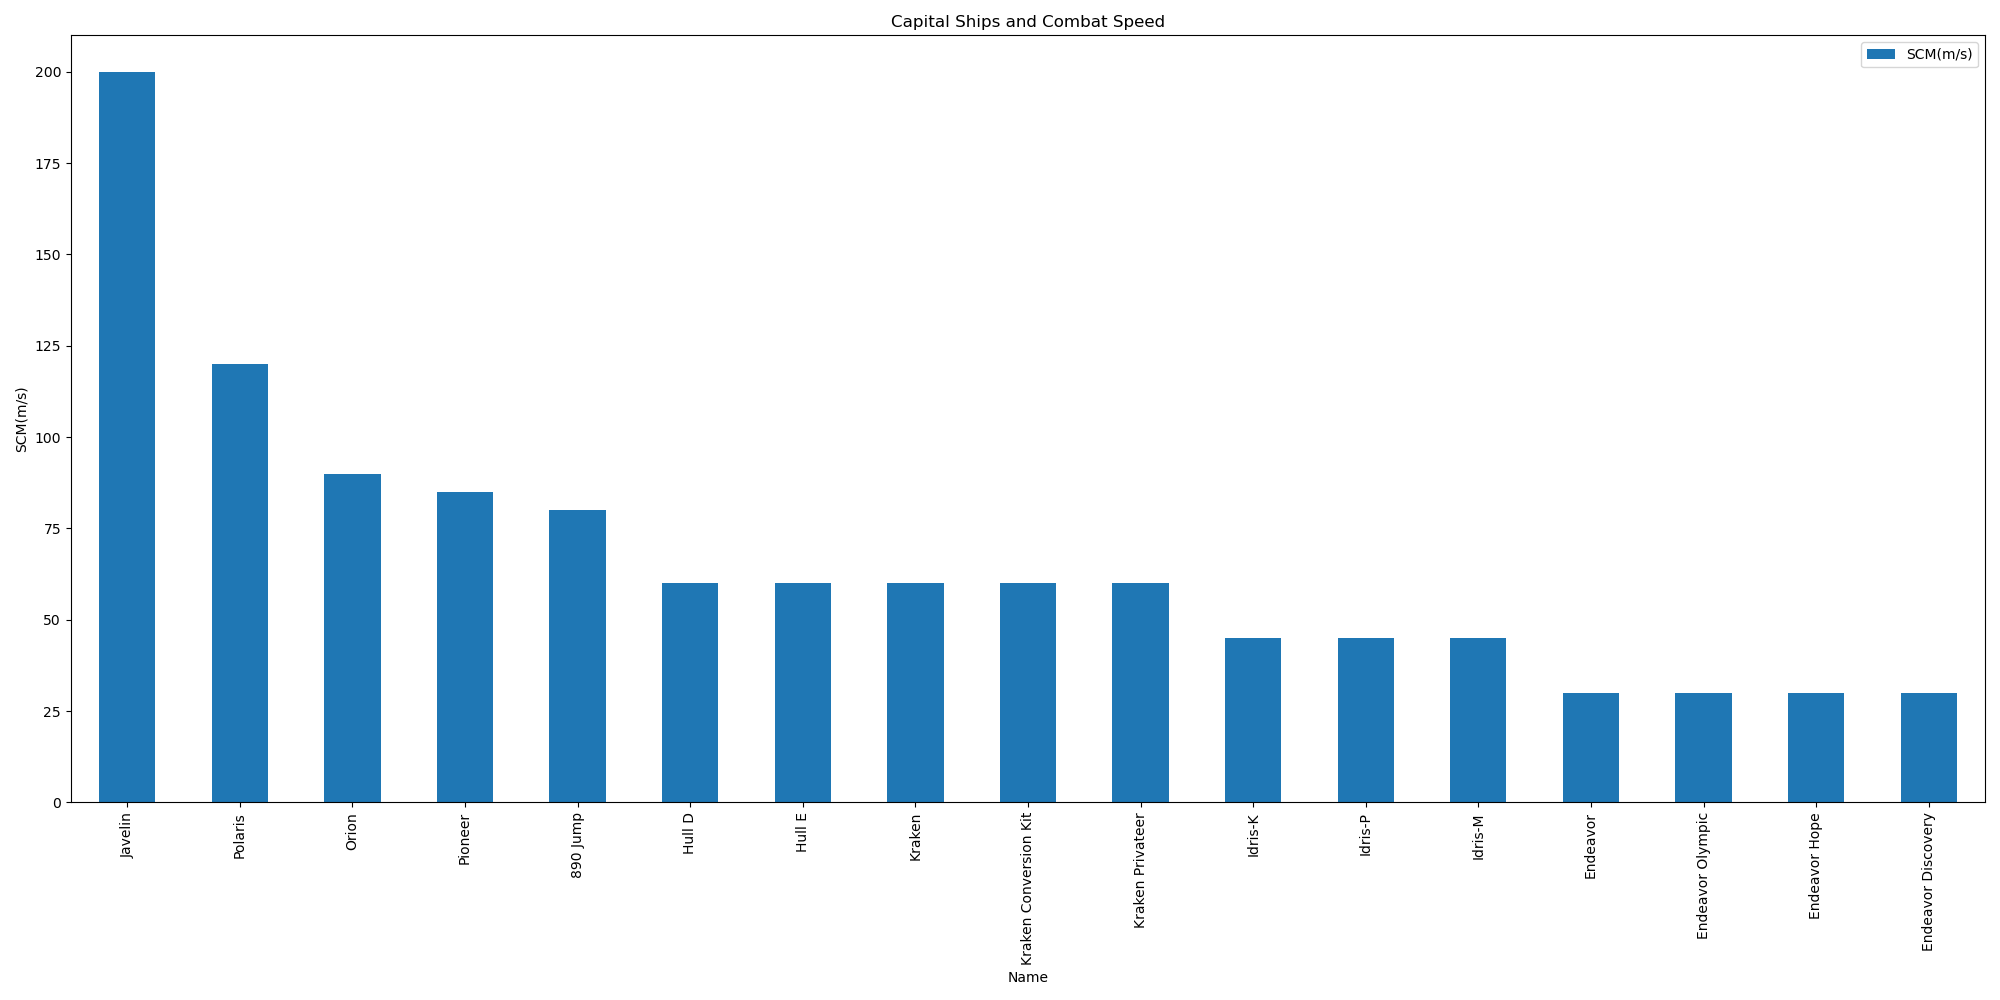 Capital Ships and Combat Speed
SCM(m/s)
SCM(m/s)
200
175
150
125
100
75
50
25
0
Javelin
Polaris
Orion
Pioneer
890 Jump
Hull D
Hull E
Kraken
Kraken Conversion Kit
Kraken Privateer
Idris-K
Idris-P
Idris-M
Endeavor
Endeavor Olympic
Endeavor Hope
Endeavor Discovery
Name